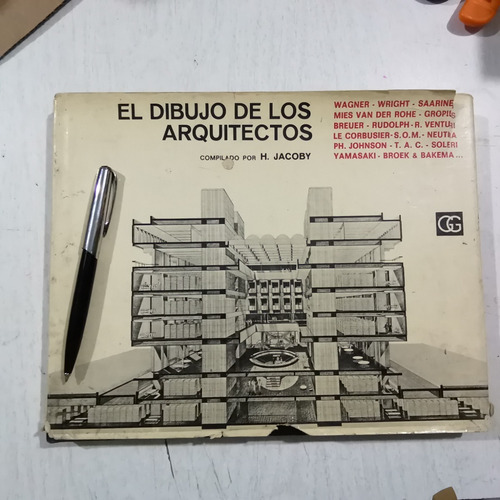 EL DIBUJO DE LOS
ARQUITECTOS
COMPILADO POR H. JACOBY
WAGNER - WRIGHT - SAARINE
MIES VAN DER ROHE - GROPIUS
BREUER - RUDOLPH - R. VENTURI
LE CORBUSIER - S.O.M. - NEUTRA
PH. JOHNSON - T. A. C. - SOLERI
YAMASAKI - BROEK & BAKEMA ...
GG